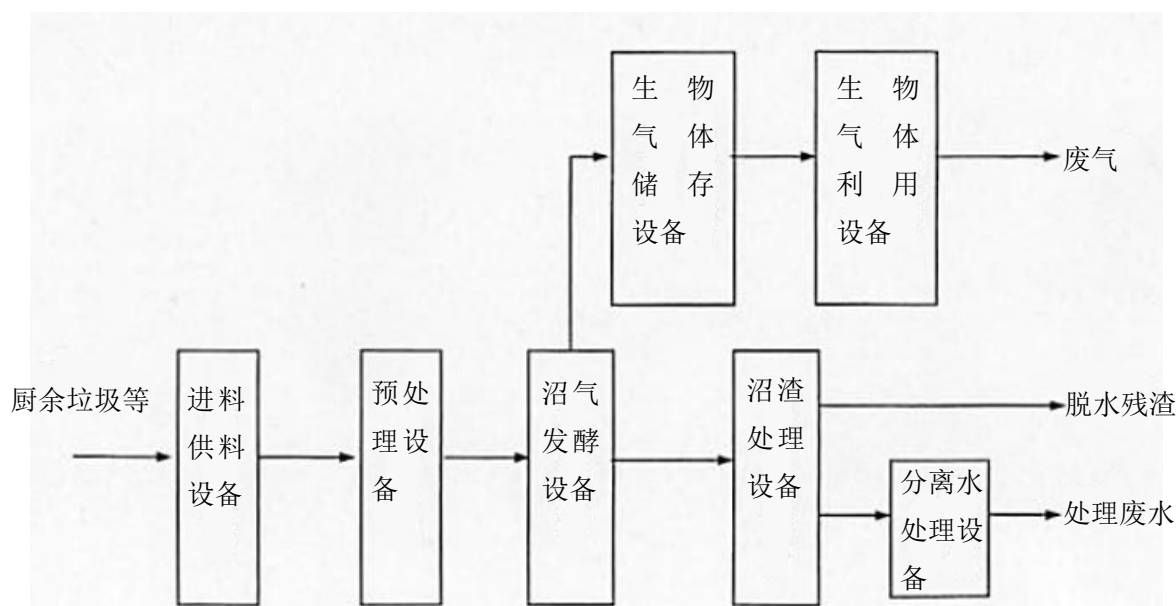 生物
气体
储存
设备
生物
气体
利用
设备
废气
厨余垃圾等
进料
供料
设备
预处
理设
备
沼气
发酵
设备
沼渣
处理
设备
脱水残渣
分离水
处理设
备
处理废水